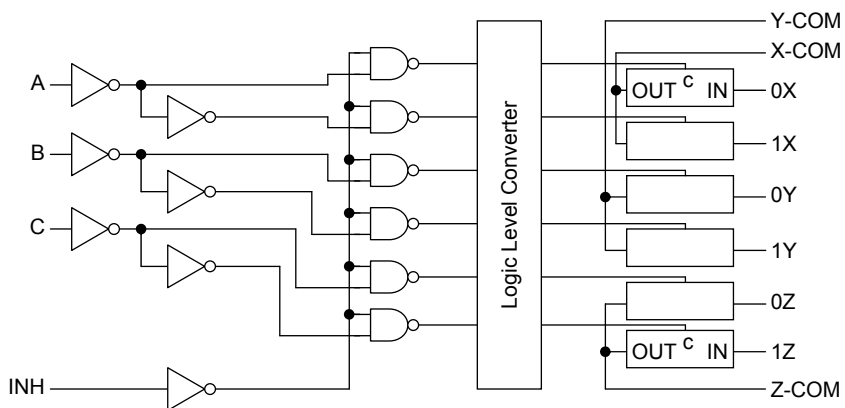 Y-COM
X-COM
A
OUT C IN
0X
1X
B
0Y
C
1Y
Logic Level Converter
0Z
OUT C IN
1Z
INH
Z-COM